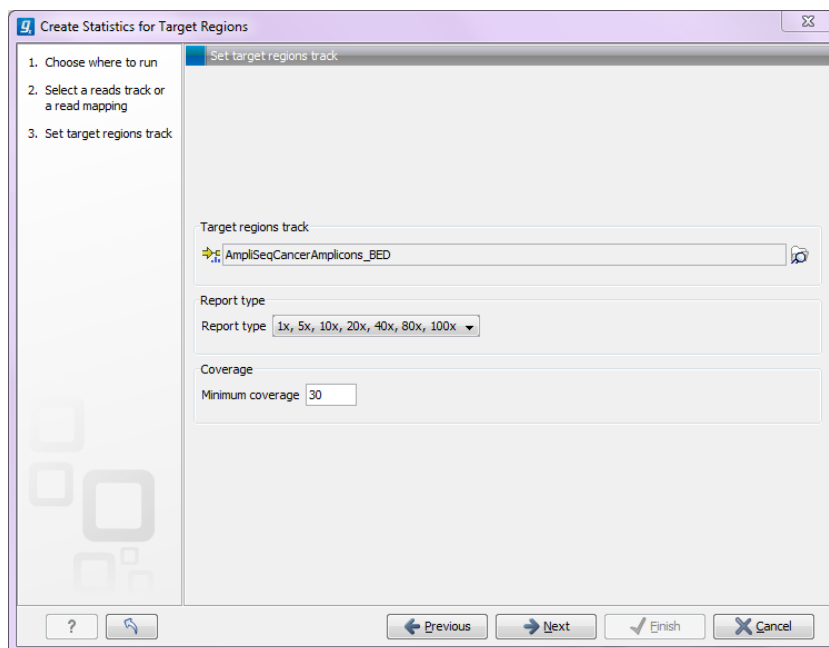 Create Statistics for Target Regions
1. Choose where to run
2. Select a reads track or
a read mapping
3. Set target regions track
Set target regions track
Target regions track
AmpliSeqCancerAmplicons_BED
Report type
Report type 1x, 5x, 10x, 20x, 40x, 80x, 100x
Coverage
Minimum coverage 30
? Previous Next Finish Cancel